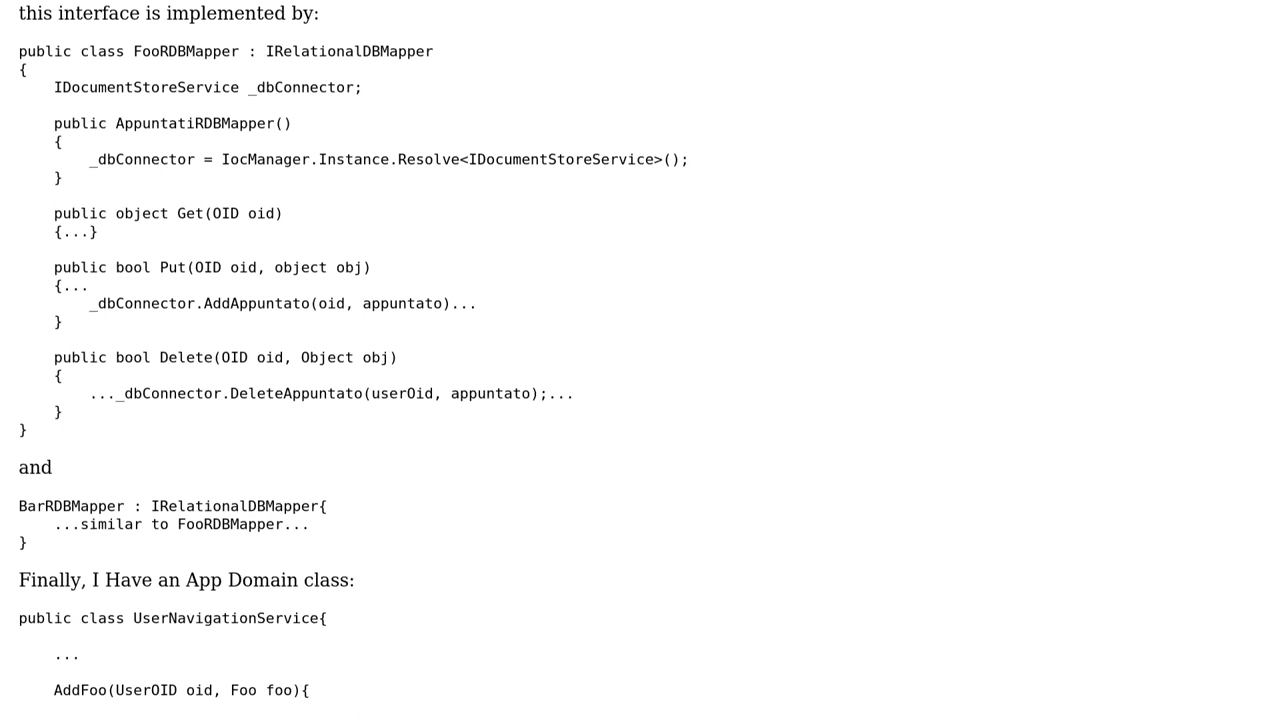 this interface is implemented by:
public class FooRDBMapper : IRelationalDBMapper
{
    IDocumentStoreService _dbConnector;

    public AppuntatiRDBMapper()
    {
        _dbConnector = IocManager.Instance.Resolve<IDocumentStoreService>();
    }

    public object Get(OID oid)
    {...}

    public bool Put(OID oid, object obj)
    {...
        _dbConnector.AddAppuntato(oid, appuntato)...
    }

    public bool Delete(OID oid, Object obj)
    {
        ..._dbConnector.DeleteAppuntato(userOid, appuntato);...
    }
}
and
BarRDBMapper : IRelationalDBMapper{
    ...similar to FooRDBMapper...
}
Finally, I Have an App Domain class:
public class UserNavigationService{

    ...

    AddFoo(UserOID oid, Foo foo){